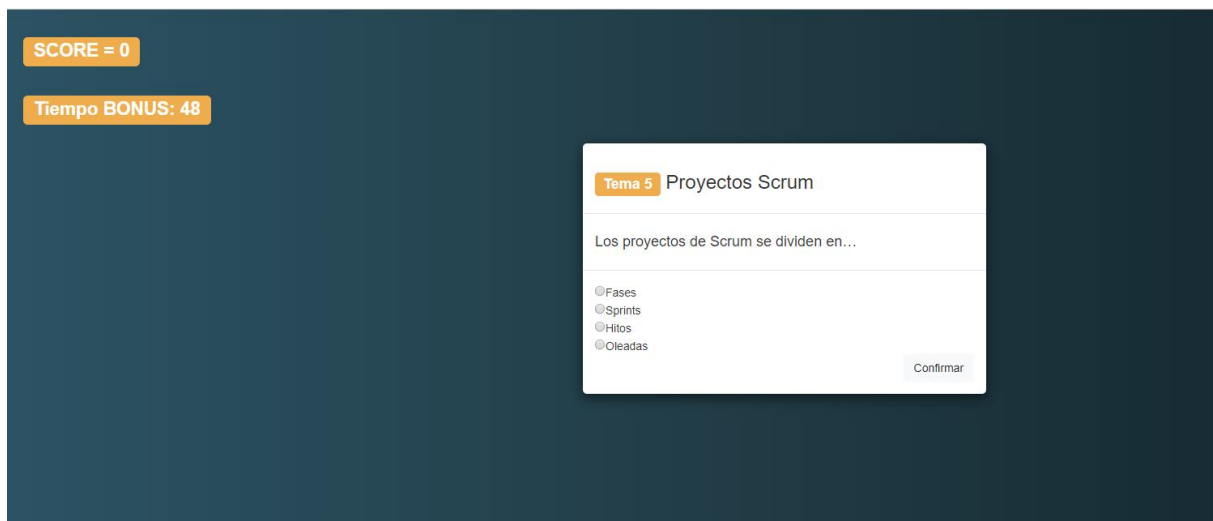 SCORE = 0
Tiempo BONUS: 48
Tema 5 Proyectos Scrum
Los proyectos de Scrum se dividen en…
Fases
Sprints
Hitos
Oleadas
Confirmar